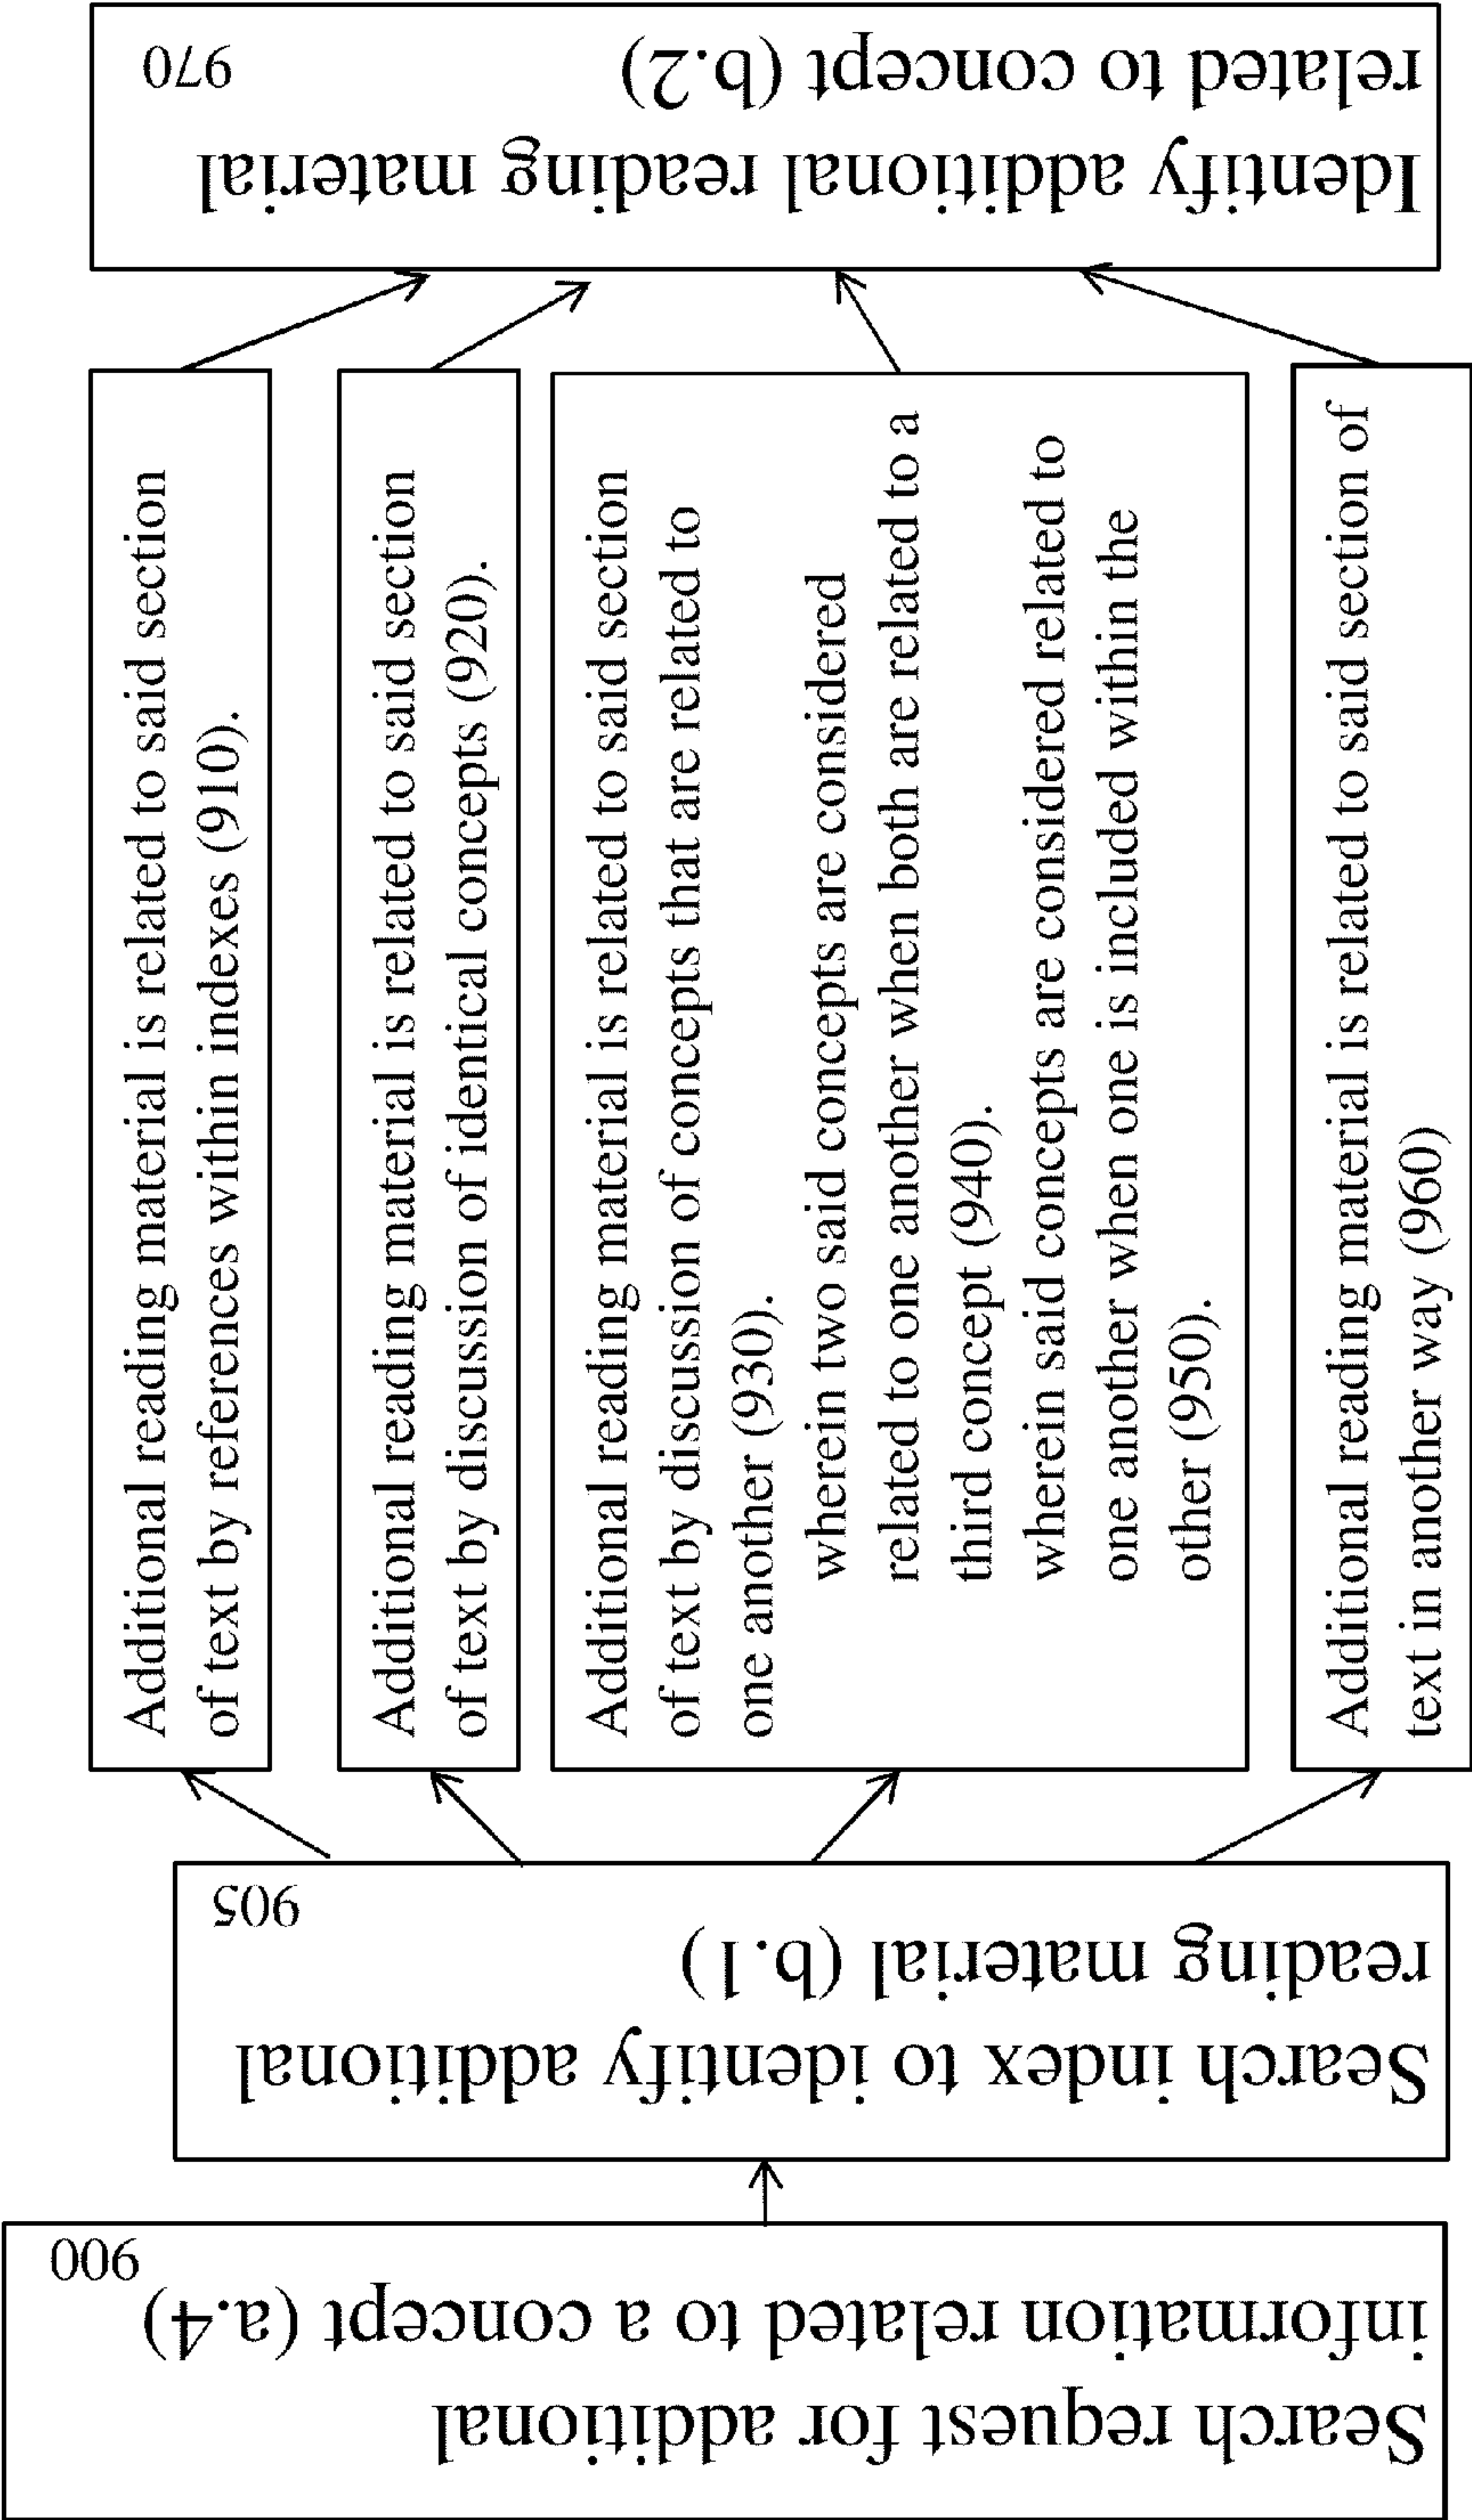 Search request for additional
information related to a concept (a.4)
900
Search index to identify additional
reading material (b.1)
905
Additional reading material is related to said section
of text by references within indexes (910).
Additional reading material is related to said section
of text by discussion of identical concepts (920).
Additional reading material is related to said section
of text by discussion of concepts that are related to
one another (930).
wherein two said concepts are considered
related to one another when both are related to a
third concept (940).
wherein said concepts are considered related to
one another when one is included within the
other (950).
Additional reading material is related to said section of
text in another way (960)
Identify additional reading material
related to concept (b.2)
970